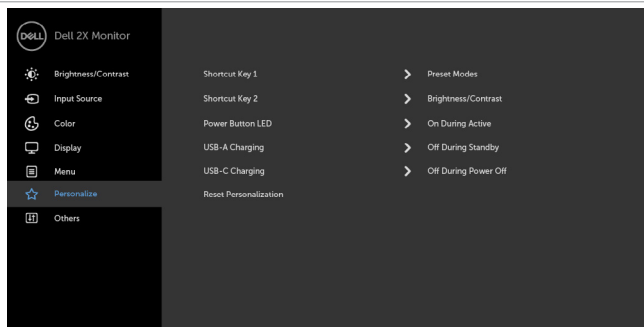 DELL Dell 2X Monitor
Brightness/Contrast
Input Source
Color
Display
Menu
Personalize
Others
Shortcut Key 1 Preset Modes
Shortcut Key 2 Brightness/Contrast
Power Button LED On During Active
USB-A Charging Off During Standby
USB-C Charging Off During Power Off
Reset Personalization